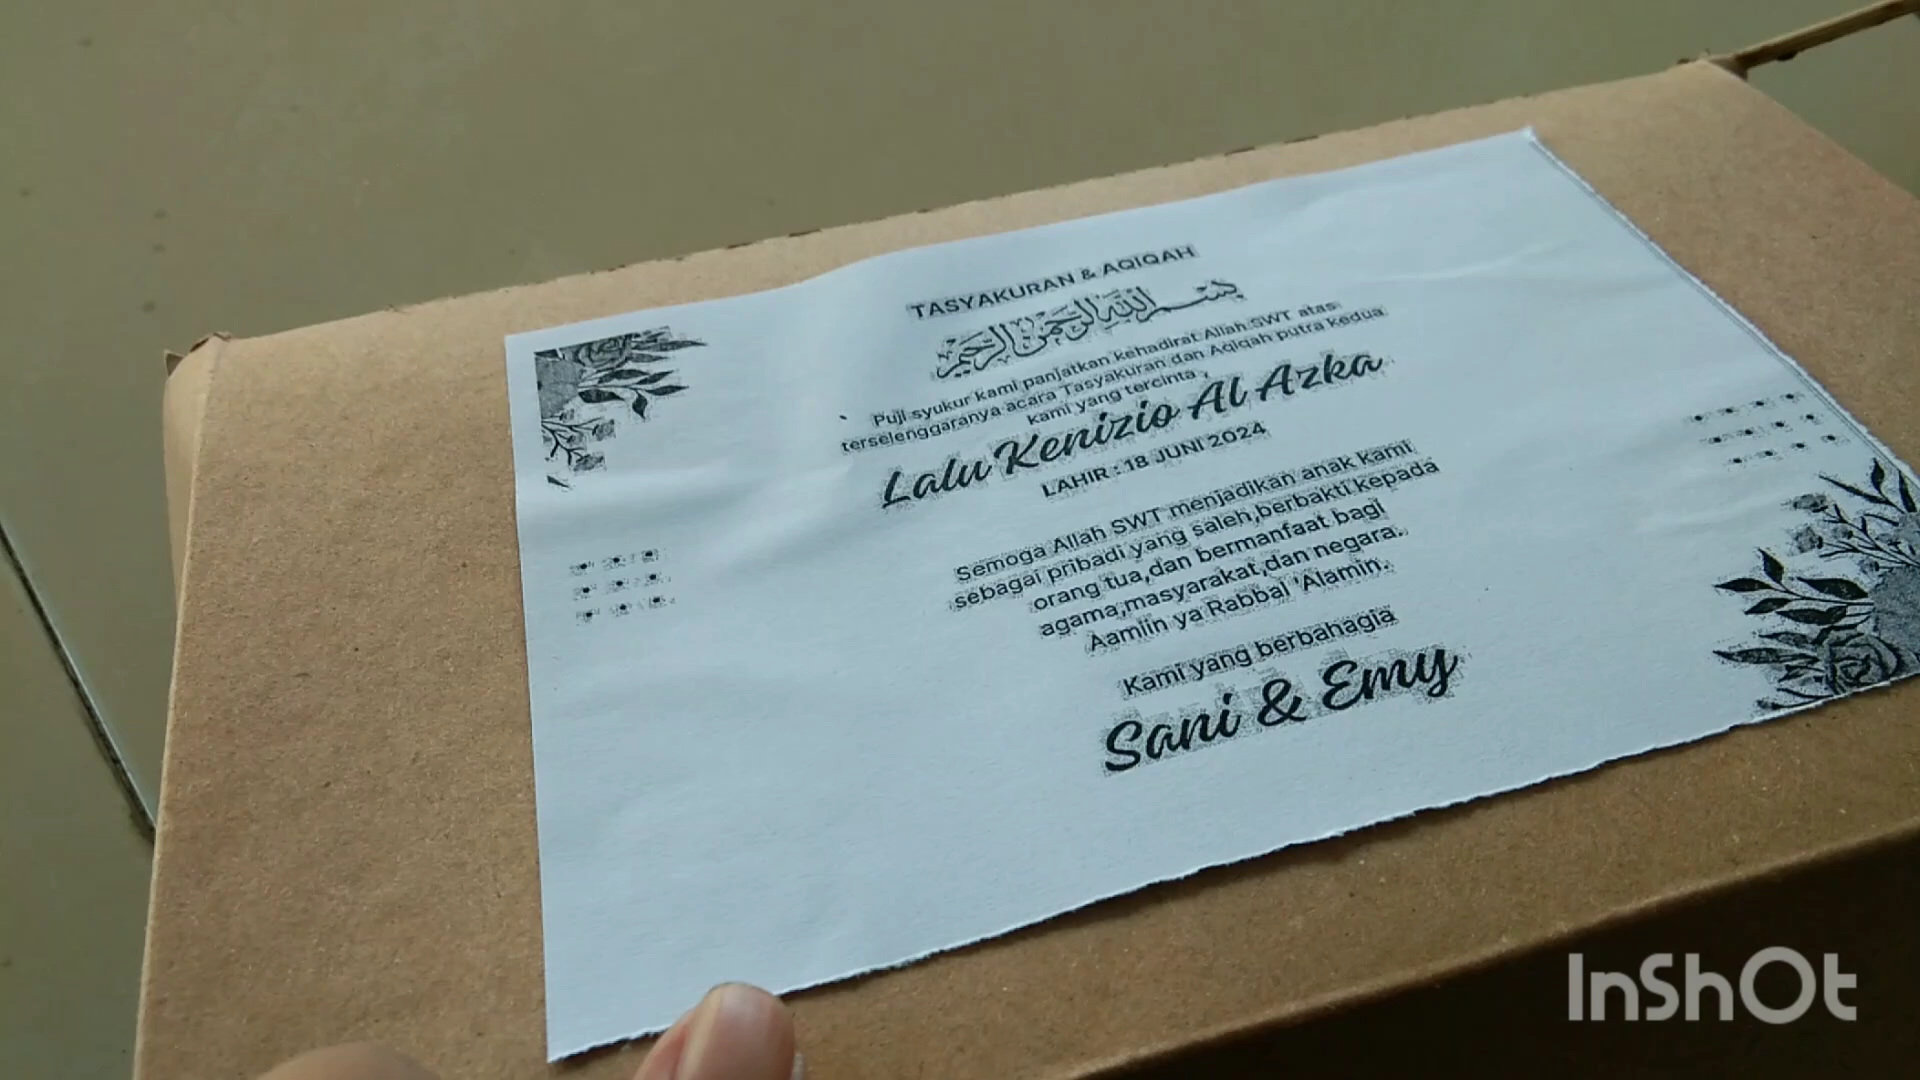 TASYAKURAN & AQIQAH
بسم الله الرحمن الرحيم
Puji syukur kami panjatkan kehadirat Allah SWT atas
terselenggaranya acara Tasyakuran dan Aqiqah putra kedua
kami yang tercinta ,
Lalu Kenizio Al Azka
LAHIR : 18 JUNI 2024
Semoga Allah SWT menjadikan anak kami
sebagai pribadi yang saleh,berbakti kepada
orang tua,dan bermanfaat bagi
agama,masyarakat,dan negara.
Aamiin ya Rabbal 'Alamin.
Kami yang berbahagia
Sani & Emy
InShOt